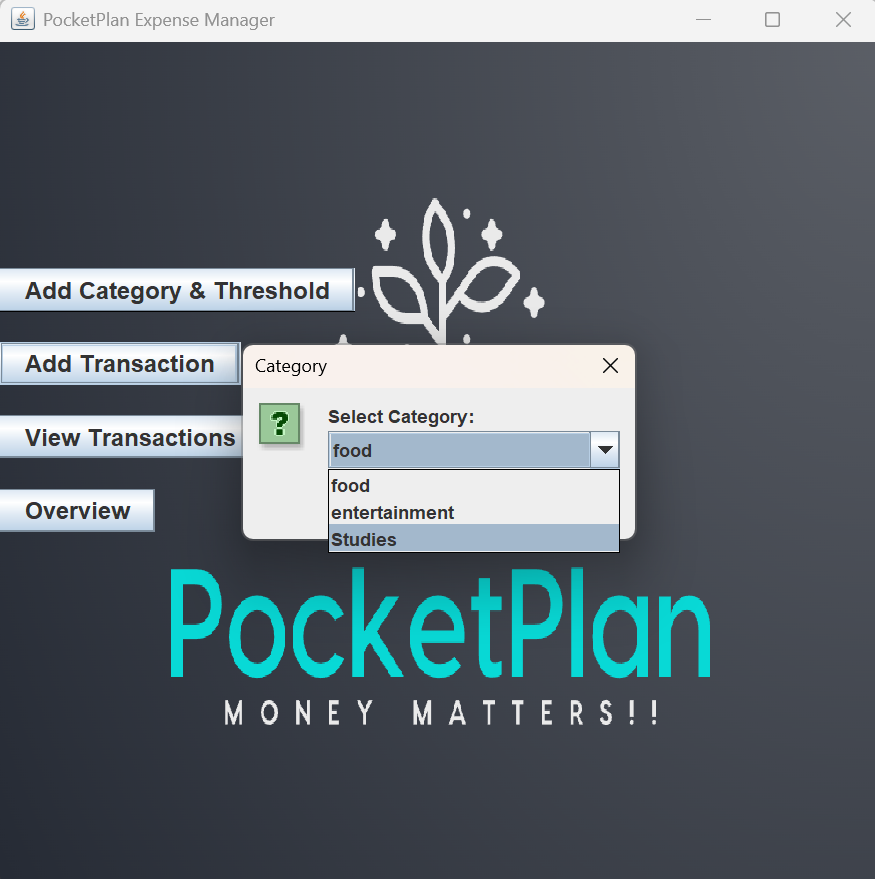 PocketPlan Expense Manager
Add Category & Threshold
Add Transaction
View Transactions
Overview
Category
?
Select Category:
food
food
entertainment
Studies
PocketPlan
MONEY MATTERS!!